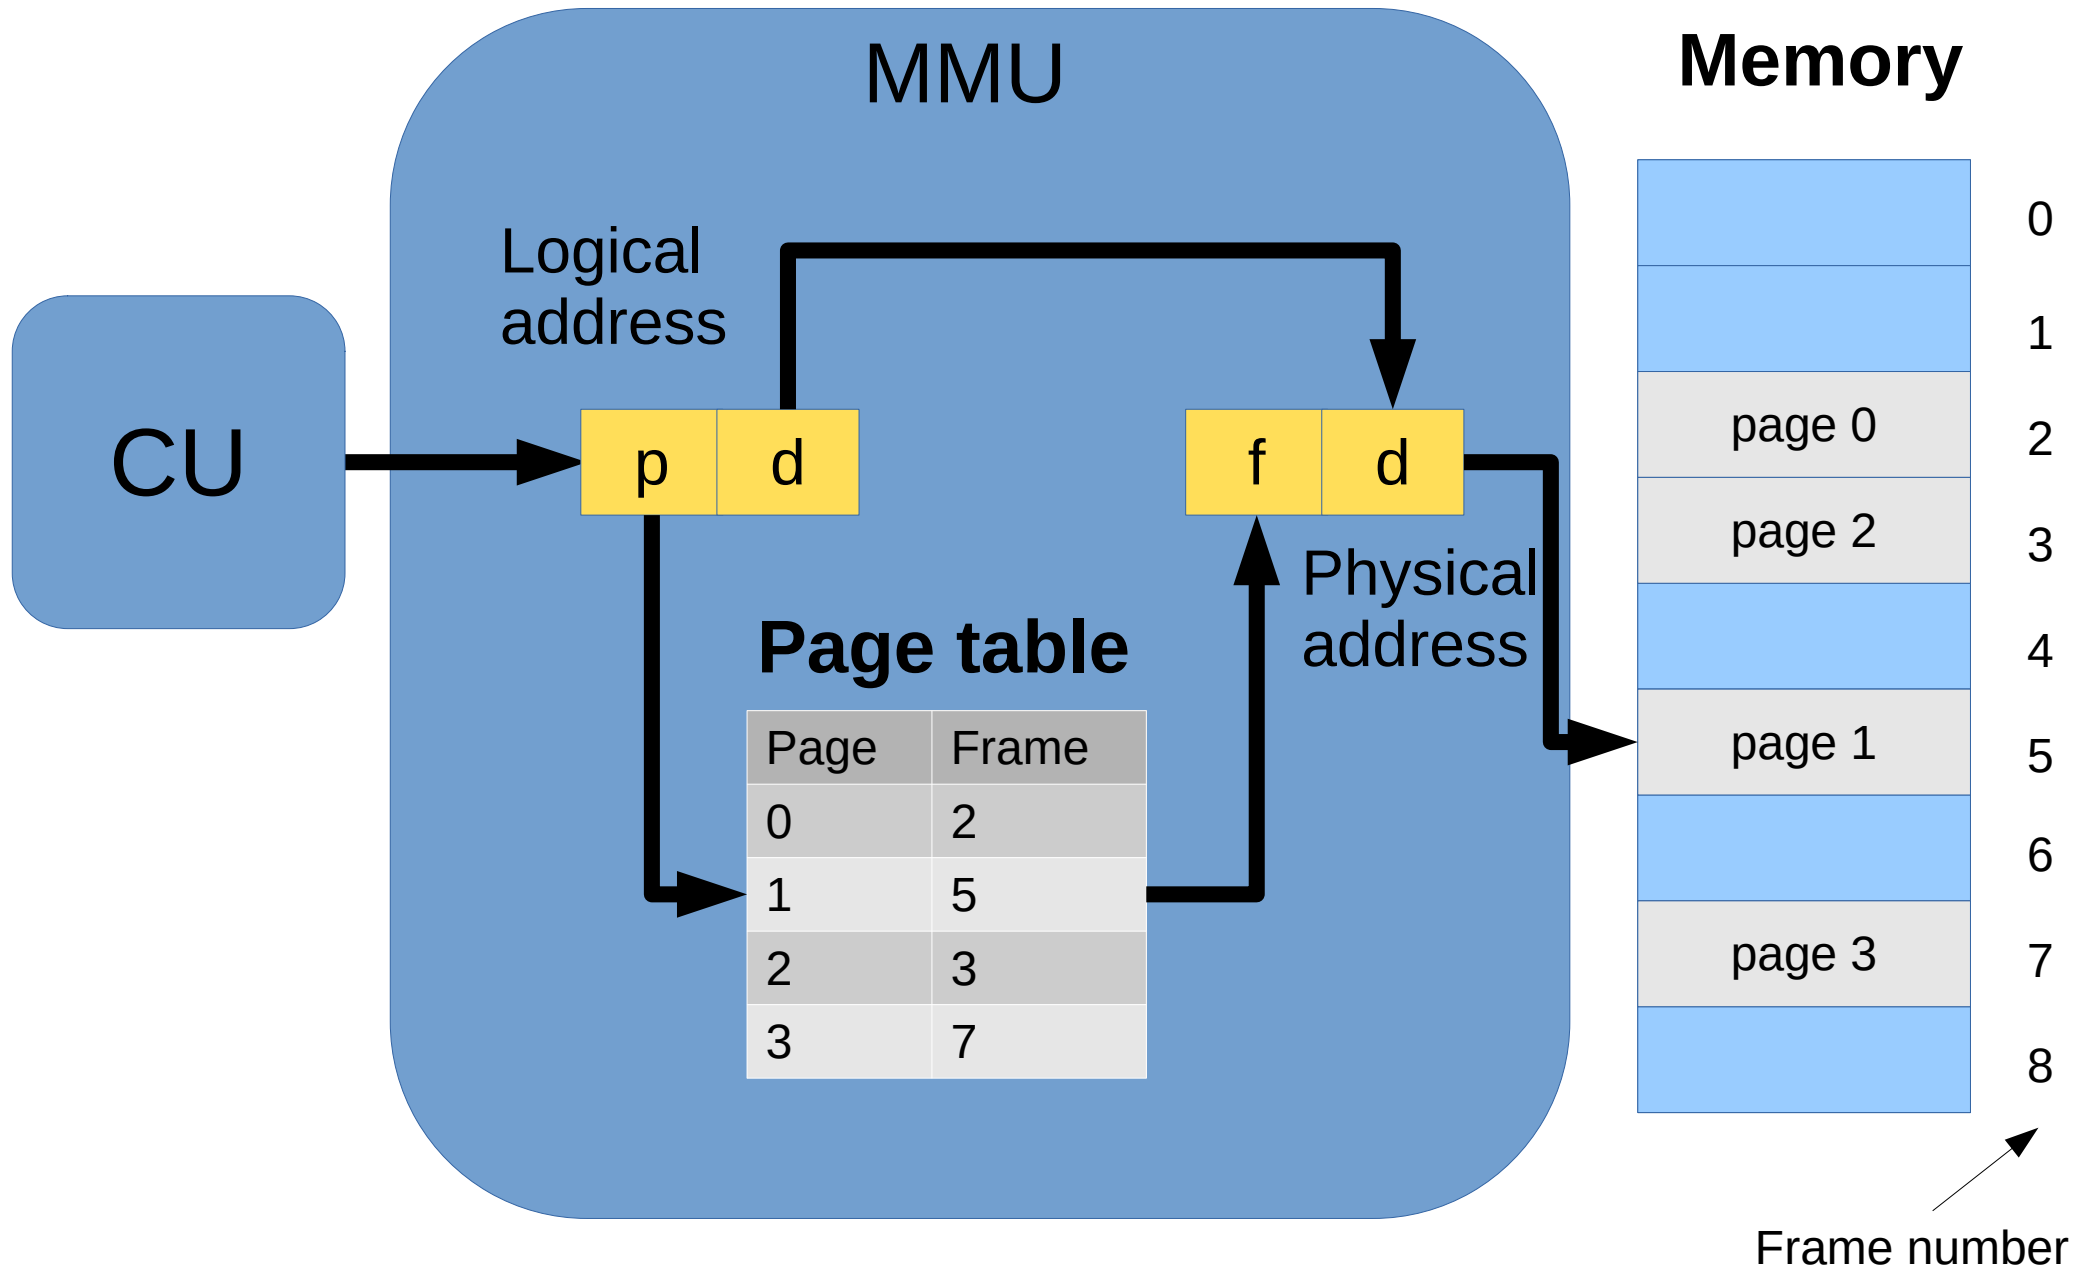 MMU
Memory
Logical
address
CU
p d
f d
Physical
address
Page table
Page Frame
0 2
1 5
2 3
3 7
0
1
page 0 2
page 2 3
4
page 1 5
6
page 3 7
8
Frame number